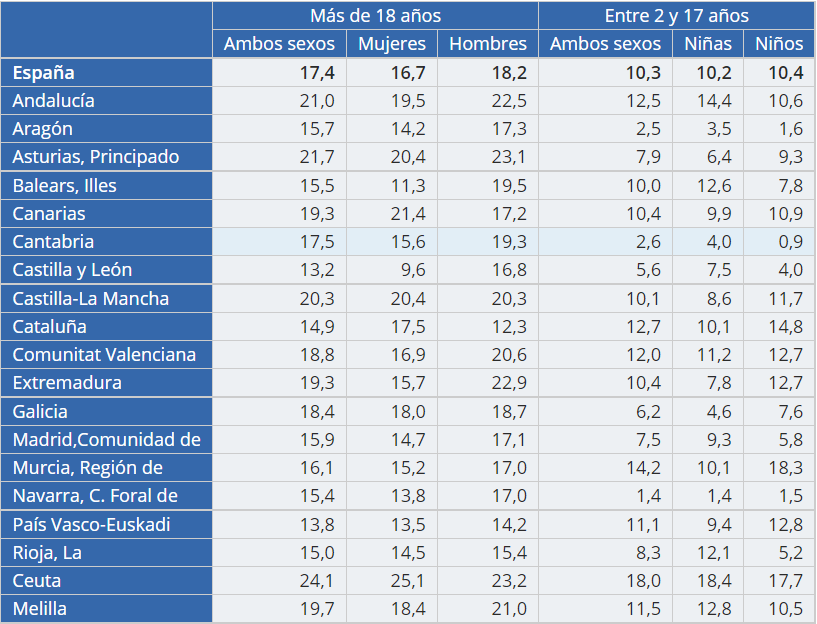 Más de 18 años Entre 2 y 17 años
Ambos sexos Mujeres Hombres Ambos sexos Niñas Niños
España 17,4 16,7 18,2 10,3 10,2 10,4
Andalucía 21,0 19,5 22,5 12,5 14,4 10,6
Aragón 15,7 14,2 17,3 2,5 3,5 1,6
Asturias, Principado 21,7 20,4 23,1 7,9 6,4 9,3
Balears, Illes 15,5 11,3 19,5 10,0 12,6 7,8
Canarias 19,3 21,4 17,2 10,4 9,9 10,9
Cantabria 17,5 15,6 19,3 2,6 4,0 0,9
Castilla y León 13,2 9,6 16,8 5,6 7,5 4,0
Castilla-La Mancha 20,3 20,4 20,3 10,1 8,6 11,7
Cataluña 14,9 17,5 12,3 12,7 10,1 14,8
Comunitat Valenciana 18,8 16,9 20,6 12,0 11,2 12,7
Extremadura 19,3 15,7 22,9 10,4 7,8 12,7
Galicia 18,4 18,0 18,7 6,2 4,6 7,6
Madrid,Comunidad de 15,9 14,7 17,1 7,5 9,3 5,8
Murcia, Región de 16,1 15,2 17,0 14,2 10,1 18,3
Navarra, C. Foral de 15,4 13,8 17,0 1,4 1,4 1,5
País Vasco-Euskadi 13,8 13,5 14,2 11,1 9,4 12,8
Rioja, La 15,0 14,5 15,4 8,3 12,1 5,2
Ceuta 24,1 25,1 23,2 18,0 18,4 17,7
Melilla 19,7 18,4 21,0 11,5 12,8 10,5